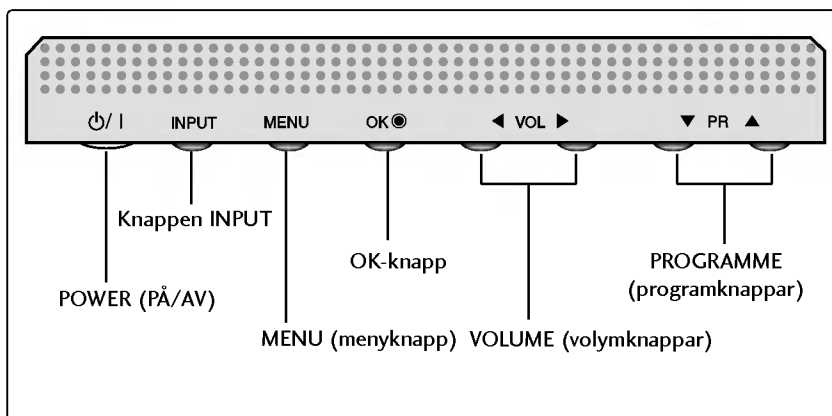 ⏻/ I INPUT MENU OK◉ ◀ VOL ▶ ▼ PR ▲
Knappen INPUT
OK-knapp
PROGRAMME
(programknappar)
POWER (PÅ/AV)
MENU (menyknapp)
VOLUME (volymknappar)